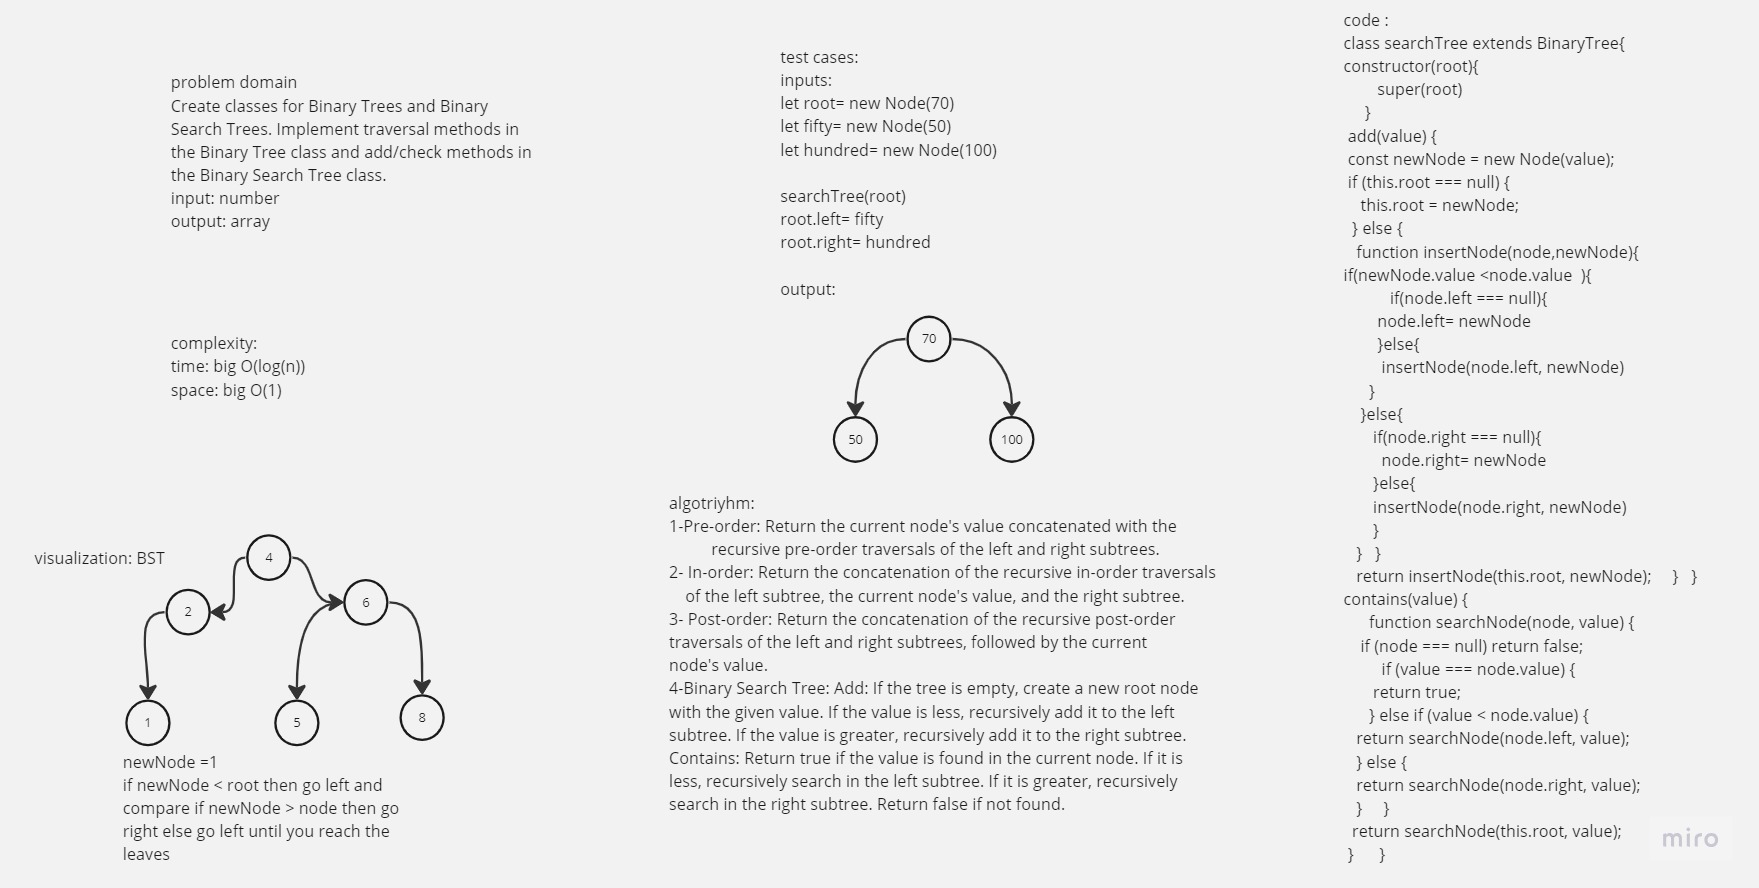 problem domain
Create classes for Binary Trees and Binary
Search Trees. Implement traversal methods in
the Binary Tree class and add/check methods in
the Binary Search Tree class.
input: number
output: array
complexity:
time: big O(log(n))
space: big O(1)
visualization: BST
4
2
6
1
5
8
newNode =1
if newNode < root then go left and
compare if newNode > node then go
right else go left until you reach the
leaves
test cases:
inputs:
let root= new Node(70)
let fifty= new Node(50)
let hundred= new Node(100)
searchTree(root)
root.left= fifty
root.right= hundred
output:
70
50
100
algotriyhm:
1-Pre-order: Return the current node's value concatenated with the
recursive pre-order traversals of the left and right subtrees.
2- In-order: Return the concatenation of the recursive in-order traversals
of the left subtree, the current node's value, and the right subtree.
3- Post-order: Return the concatenation of the recursive post-order
traversals of the left and right subtrees, followed by the current
node's value.
4-Binary Search Tree: Add: If the tree is empty, create a new root node
with the given value. If the value is less, recursively add it to the left
subtree. If the value is greater, recursively add it to the right subtree.
Contains: Return true if the value is found in the current node. If it is
less, recursively search in the left subtree. If it is greater, recursively
search in the right subtree. Return false if not found.
code :
class searchTree extends BinaryTree{
constructor(root){
super(root)
}
add(value) {
const newNode = new Node(value);
if (this.root === null) {
this.root = newNode;
} else {
function insertNode(node,newNode){
if(newNode.value <node.value  ){
if(node.left === null){
node.left= newNode
}else{
insertNode(node.left, newNode)
}
}else{
if(node.right === null){
node.right= newNode
}else{
insertNode(node.right, newNode)
}
}   }
return insertNode(this.root, newNode);     }   }
contains(value) {
function searchNode(node, value) {
if (node === null) return false;
if (value === node.value) {
return true;
} else if (value < node.value) {
return searchNode(node.left, value);
} else {
return searchNode(node.right, value);
}     }
return searchNode(this.root, value);
}      }
miro